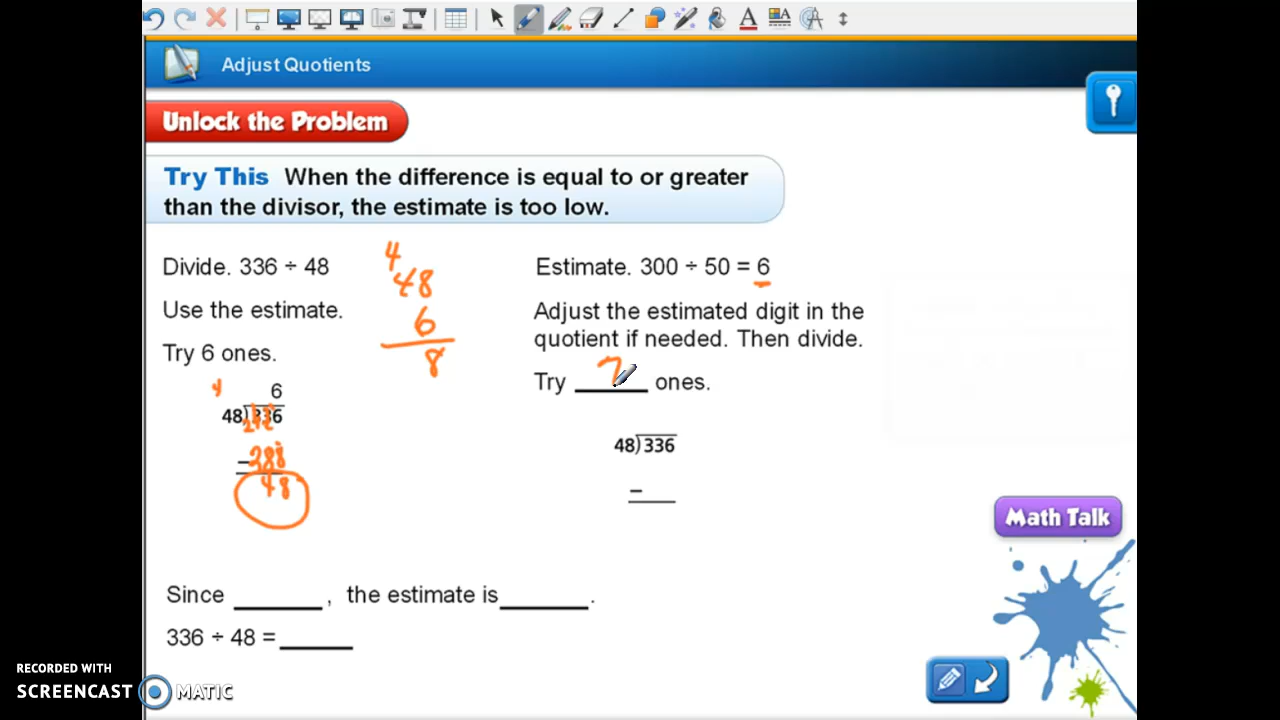 Adjust Quotients
Unlock the Problem
Try This When the difference is equal to or greater
than the divisor, the estimate is too low.
Divide. 336 ÷ 48
Use the estimate.
Try 6 ones.
4 6
48)336
− 288
48
4
48
6
8
Estimate. 300 ÷ 50 = 6
Adjust the estimated digit in the
quotient if needed. Then divide.
Try 7 ones.
48)336
−
Math Talk
Since ________ , the estimate is ________ .
336 ÷ 48 = ______
RECORDED WITH
SCREENCAST MATIC